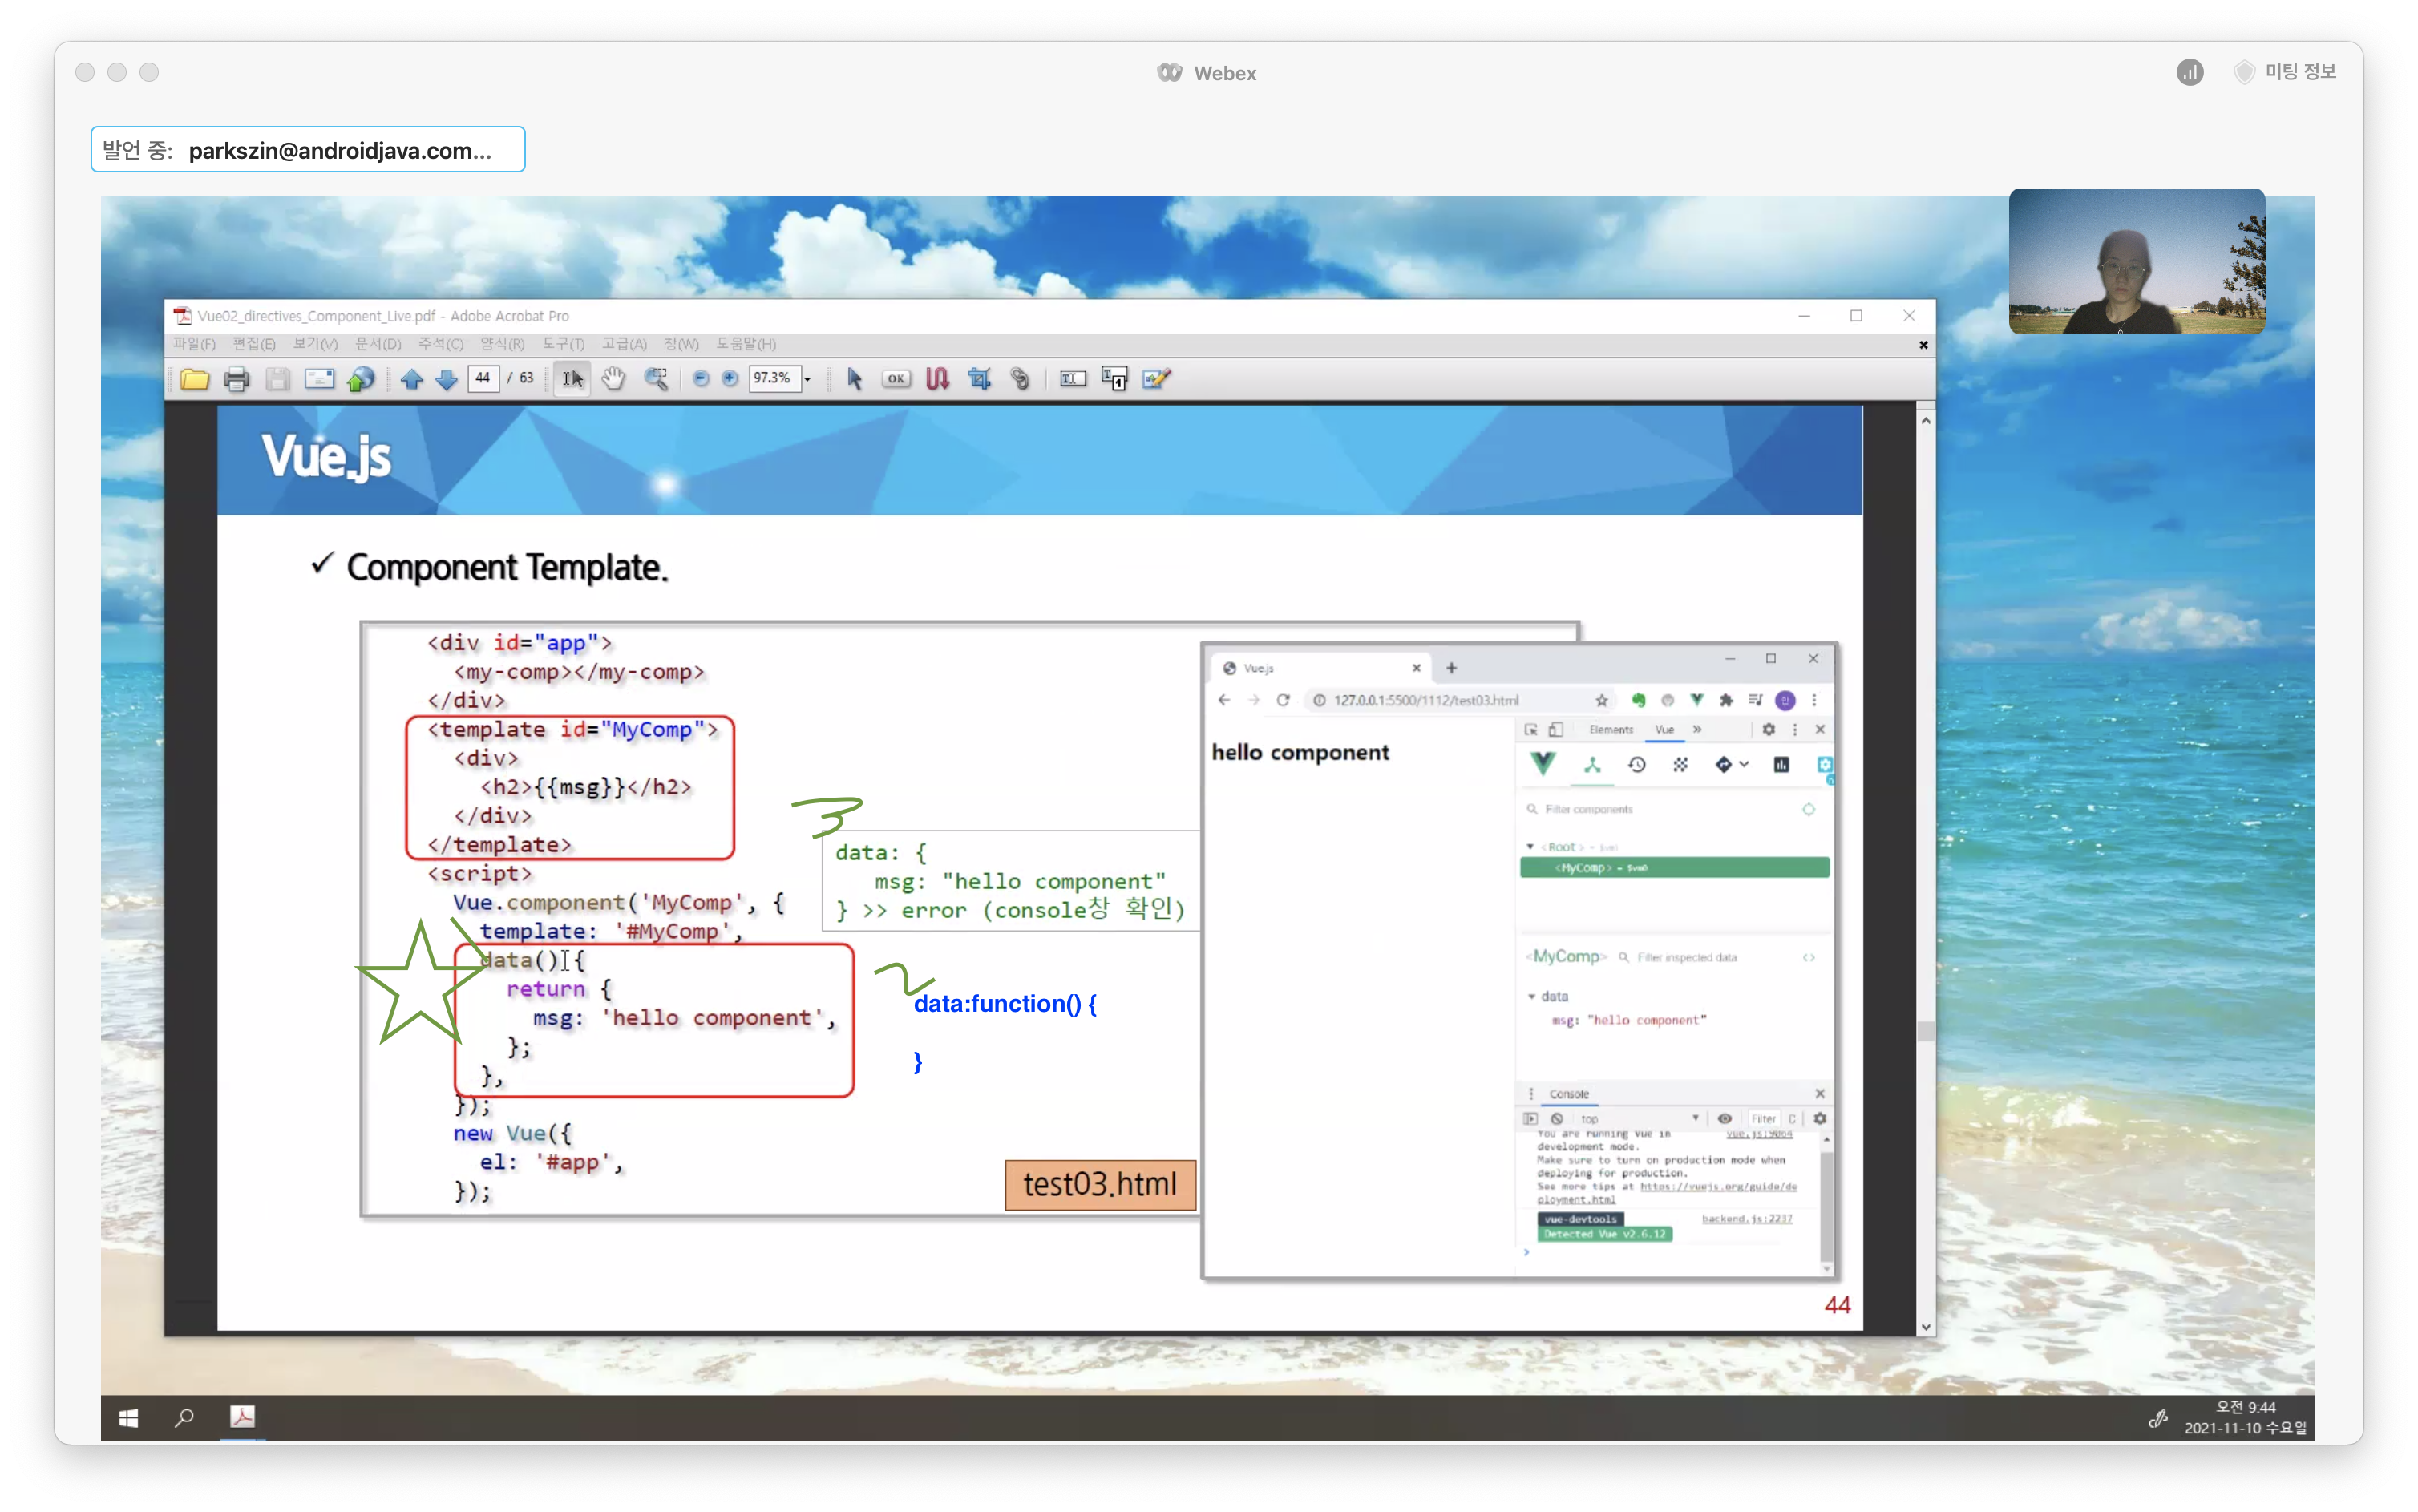 Webex
미팅 정보
발언 중: parkszin@androidjava.com...
Vue02_directives_Component_Live.pdf - Adobe Acrobat Pro
파일(F) 편집(E) 보기(V) 문서(D) 주석(C) 양식(R) 도구(T) 고급(A) 창(W) 도움말(H)
44 / 63 97.3% OK
Vue.js
✓ Component Template.
<div id="app">
<my-comp></my-comp>
</div>
<template id="MyComp">
<div>
<h2>{{msg}}</h2>
</div>
</template>
<script>
Vue.component('MyComp', {
template: '#MyComp',
data() {
return {
msg: 'hello component',
};
},
});
new Vue({
el: '#app',
});
3
data: {
msg: "hello component"
} >> error (console창 확인)
2
data:function() {
}
test03.html
Vue.js
127.0.0.1:5500/1112/test03.html
hello component
Elements Vue »
Filter components
<Root> = $vm1
<MyComp> = $vm0
<MyComp> Filter inspected data
data
msg: "hello component"
Console
top Filter
You are running Vue in vue.js:9064
development mode.
Make sure to turn on production mode when
deploying for production.
See more tips at https://vuejs.org/guide/de
ployment.html
vue-devtools backend.js:2237
Detected Vue v2.6.12
44
오전 9:44
2021-11-10 수요일